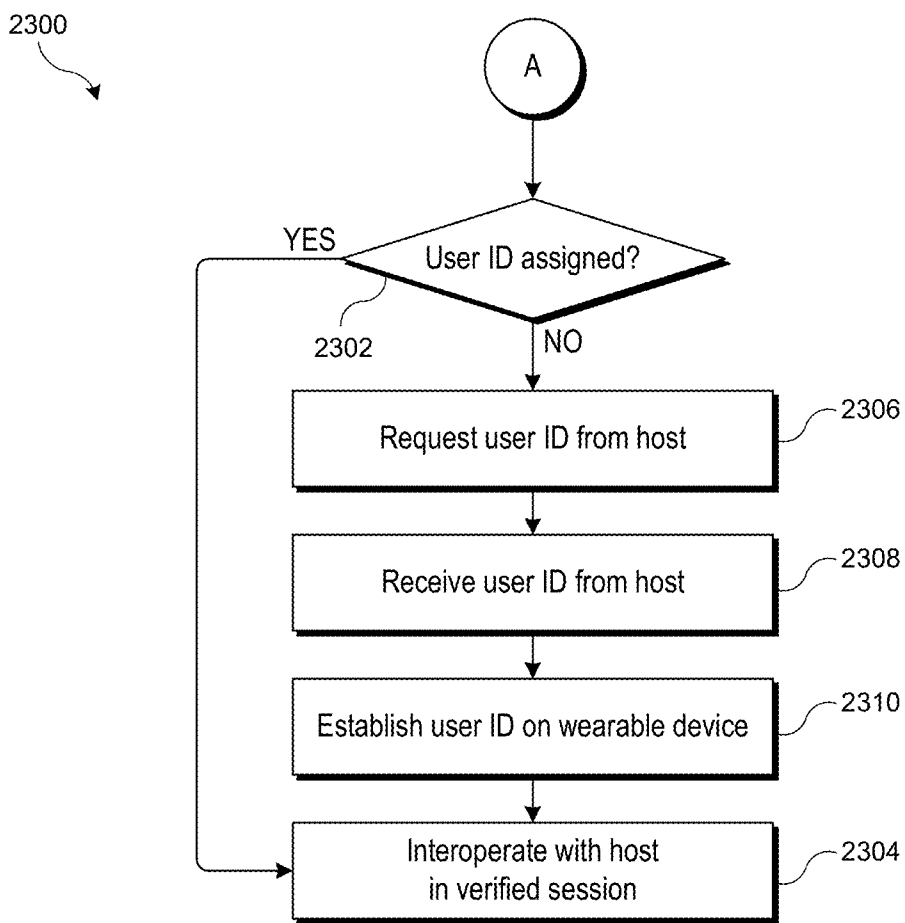 2300
A
YES
User ID assigned?
2302
NO
Request user ID from host
2306
Receive user ID from host
2308
Establish user ID on wearable device
2310
Interoperate with host
in verified session
2304